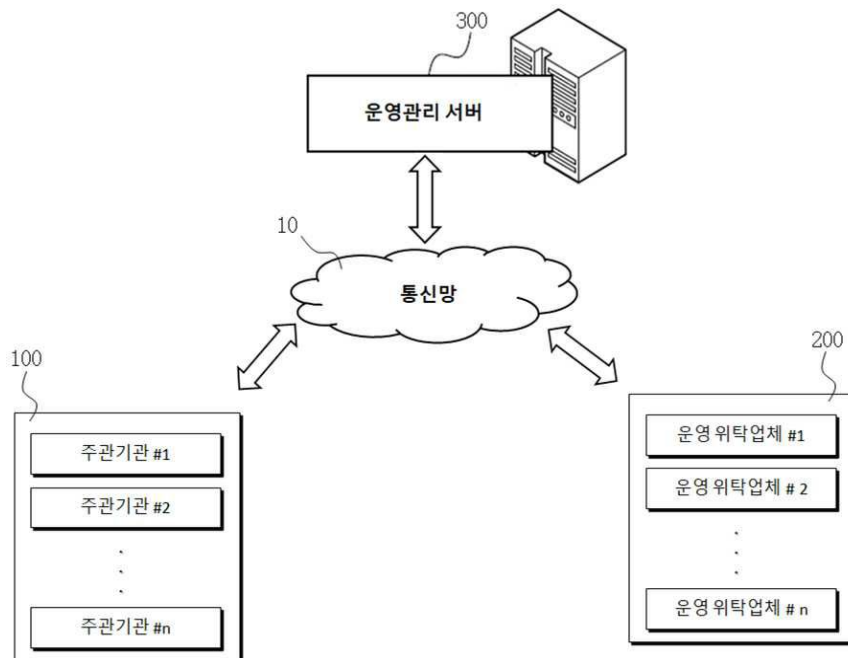 300
운영관리 서버
10
통신망
100
주관기관 #1
주관기관 #2
주관기관 #n
200
운영 위탁업체 #1
운영 위탁업체 # 2
운영 위탁업체 # n